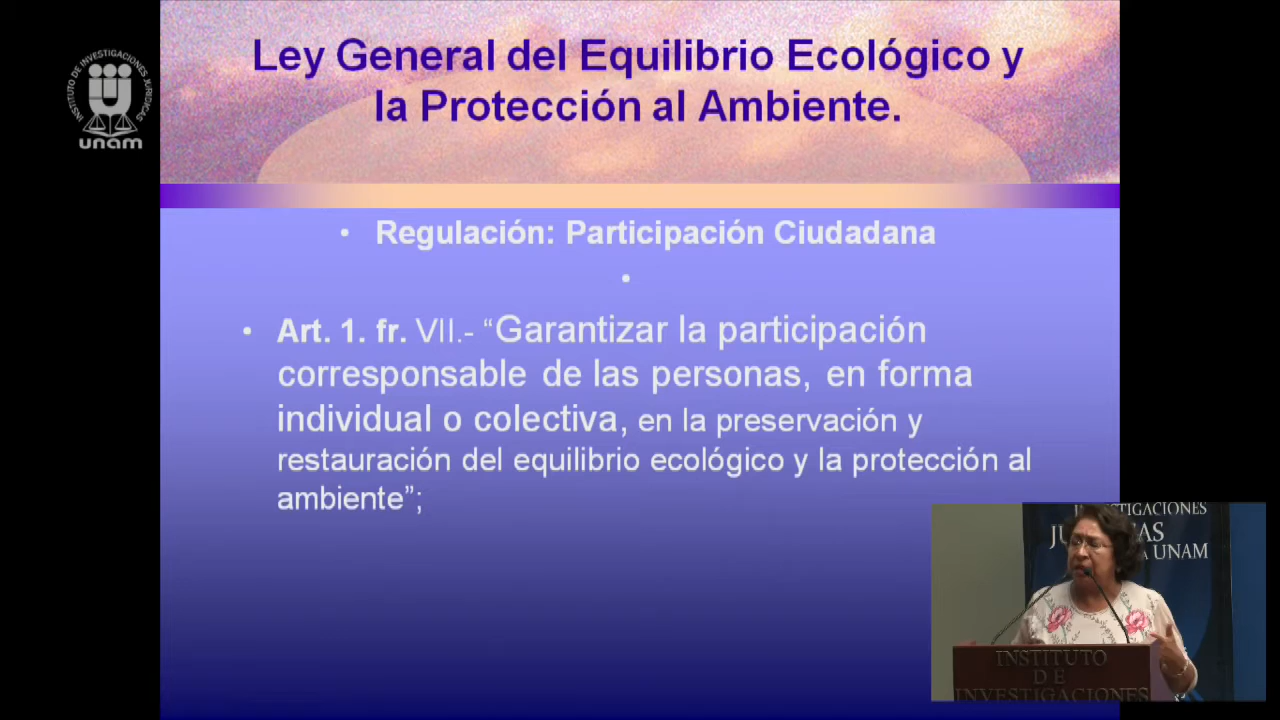 Ley General del Equilibrio Ecológico y
la Protección al Ambiente.
INSTITUTO DE INVESTIGACIONES JURIDICAS
unam
• Regulación: Participación Ciudadana
•
• Art. 1. fr. VII.- “Garantizar la participación
corresponsable de las personas, en forma
individual o colectiva, en la preservación y
restauración del equilibrio ecológico y la protección al
ambiente”;
UNAM
INSTITUTO
DE
INVESTIGACIONES